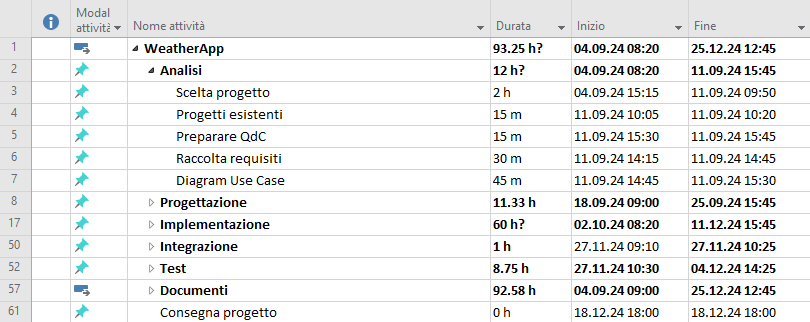 Modal attività Nome attività Durata Inizio Fine
1 WeatherApp 93.25 h? 04.09.24 08:20 25.12.24 12:45
2 Analisi 12 h? 04.09.24 08:20 11.09.24 15:45
3 Scelta progetto 2 h 04.09.24 15:15 11.09.24 09:50
4 Progetti esistenti 15 m 11.09.24 10:05 11.09.24 10:20
5 Preparare QdC 15 m 11.09.24 15:30 11.09.24 15:45
6 Raccolta requisiti 30 m 11.09.24 14:15 11.09.24 14:45
7 Diagram Use Case 45 m 11.09.24 14:45 11.09.24 15:30
8 Progettazione 11.33 h 18.09.24 09:00 25.09.24 15:45
17 Implementazione 60 h? 02.10.24 08:20 11.12.24 15:45
50 Integrazione 1 h 27.11.24 09:10 27.11.24 10:25
52 Test 8.75 h 27.11.24 10:30 04.12.24 14:25
57 Documenti 92.58 h 04.09.24 09:00 25.12.24 12:45
61 Consegna progetto 0 h 18.12.24 18:00 18.12.24 18:00